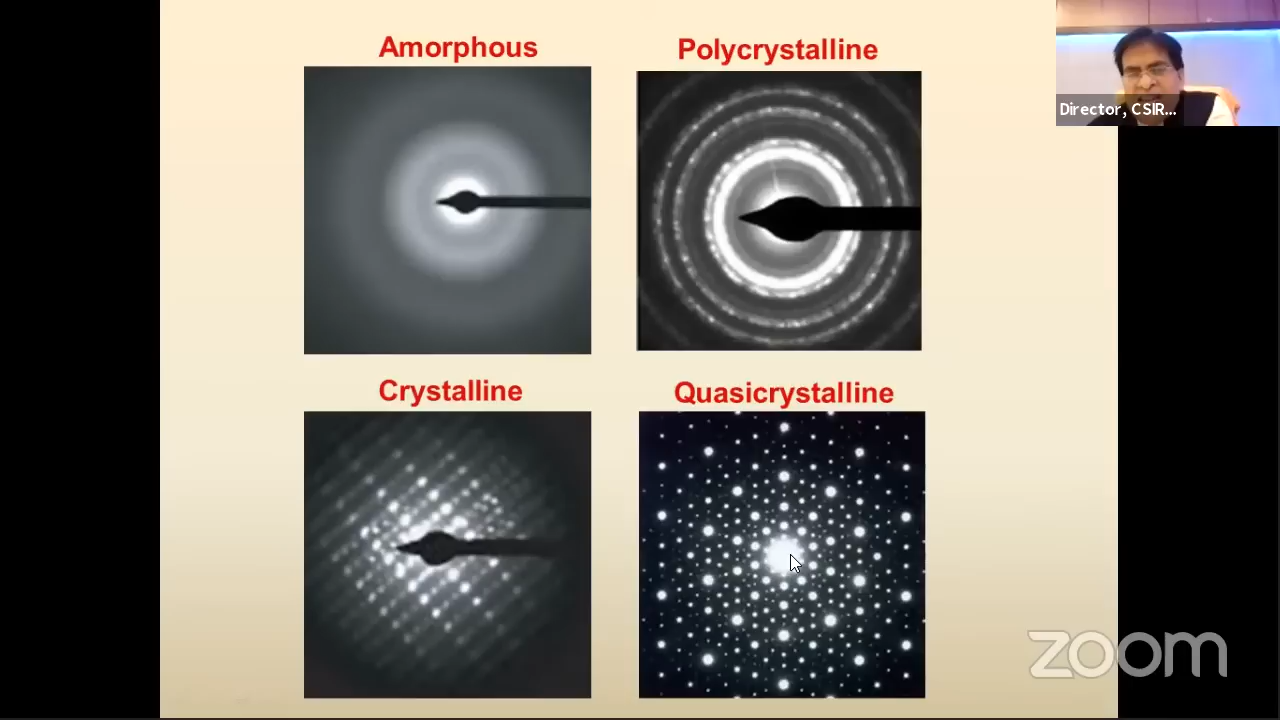 Amorphous
Polycrystalline
Director, CSIR...
Crystalline
Quasicrystalline
zoom